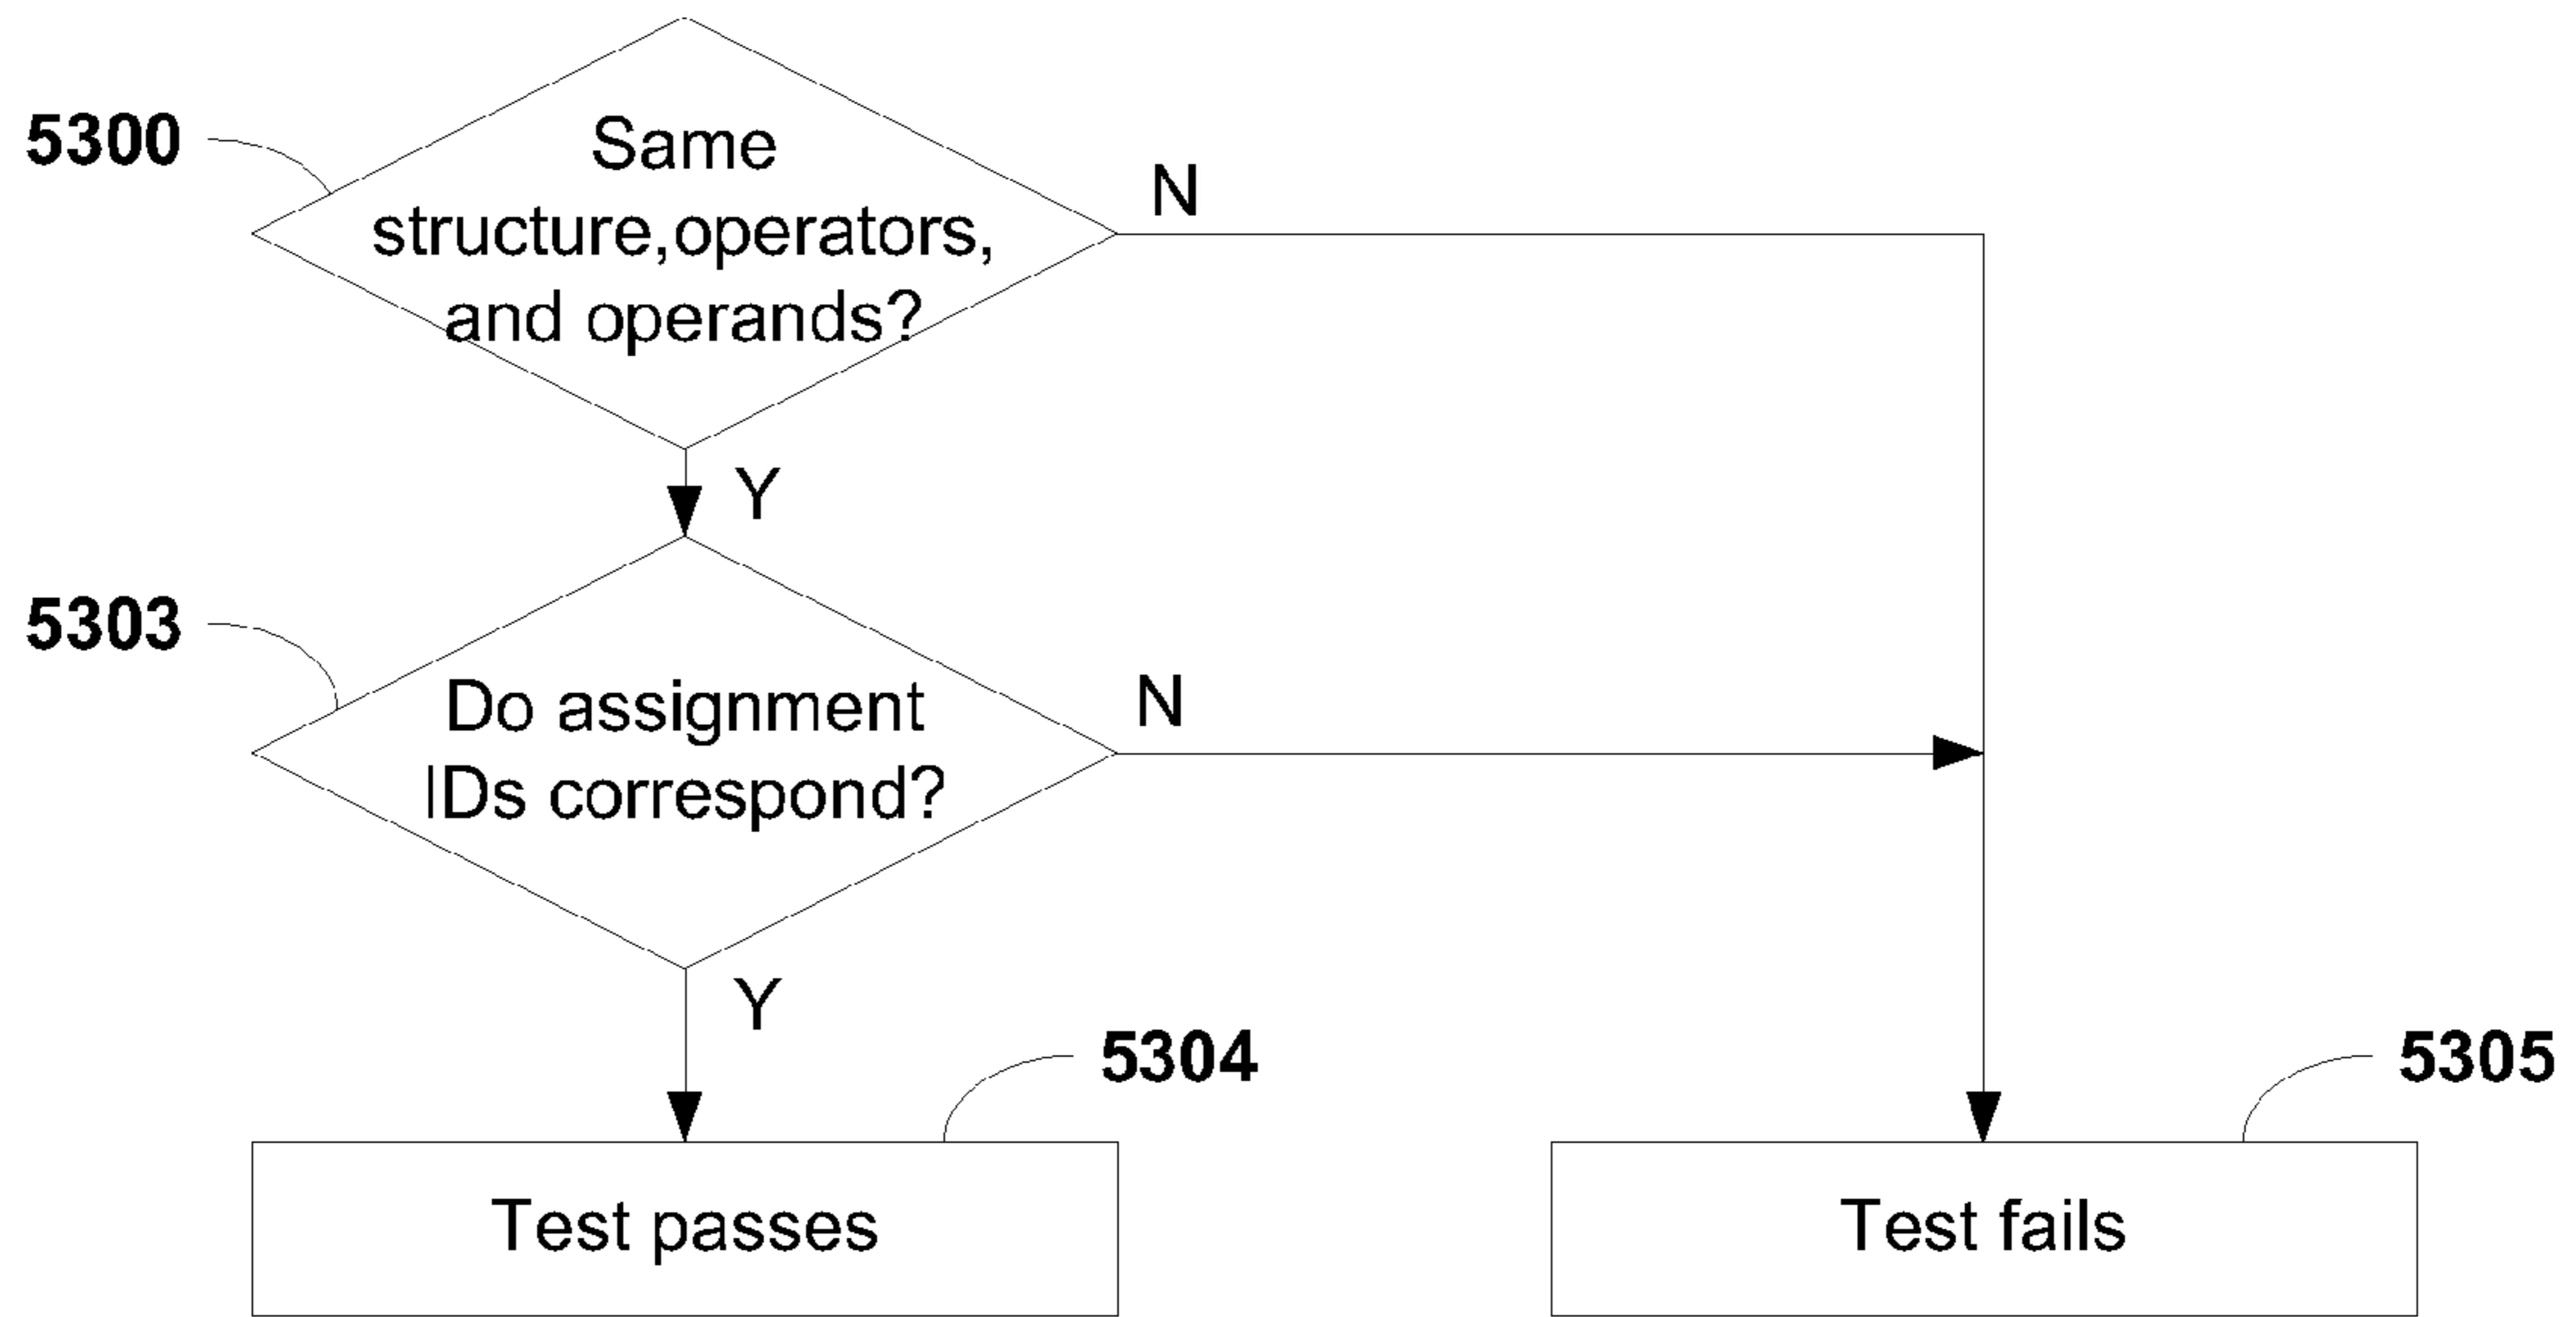 5300
Same
structure,operators,
and operands?
N
Y
5303
Do assignment
IDs correspond?
N
Y
5304
5305
Test passes
Test fails